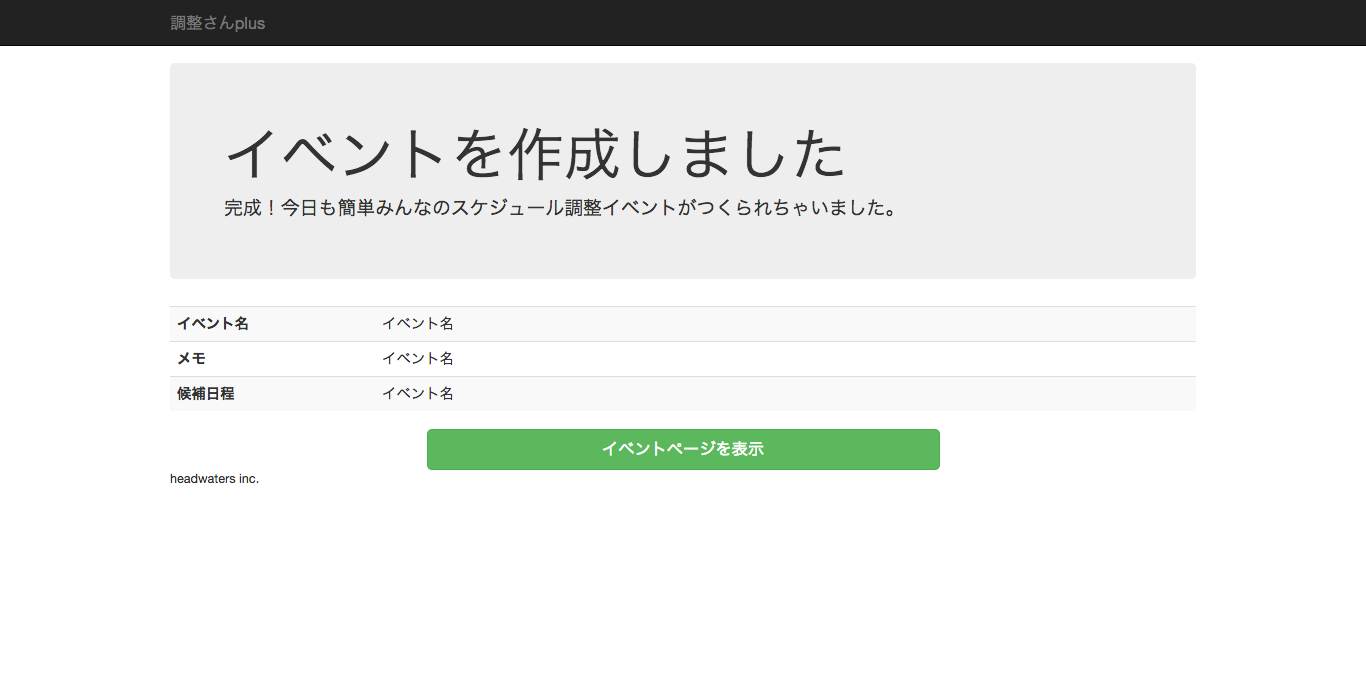 調整さんplus
イベントを作成しました
完成！今日も簡単みんなのスケジュール調整イベントがつくられちゃいました。
イベント名 イベント名
メモ イベント名
候補日程 イベント名
イベントページを表示
headwaters inc.